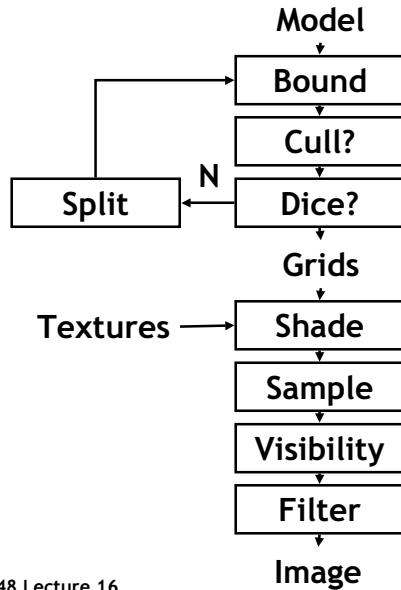 Model
Bound
Cull?
N
Split
Dice?
Grids
Textures
Shade
Sample
Visibility
Filter
Image
48 Lecture 16